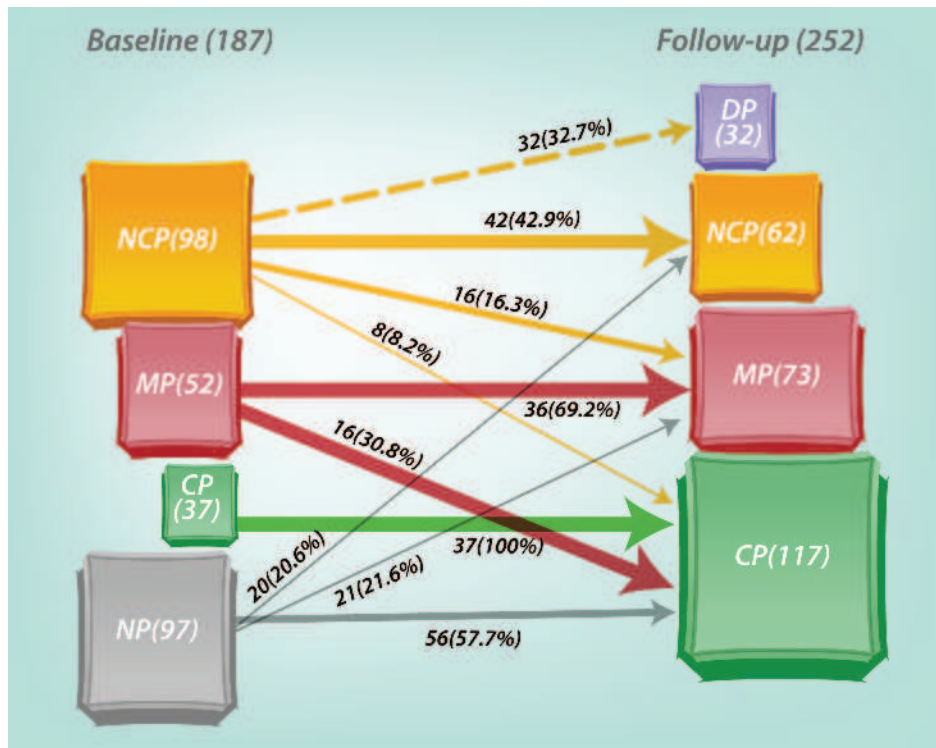 Baseline (187)
Follow-up (252)
DP
(32)
32(32.7%)
NCP(98)
42(42.9%)
NCP(62)
16(16.3%)
8(8.2%)
MP(52)
MP(73)
36(69.2%)
16(30.8%)
CP
(37)
37(100%)
CP(117)
20(20.6%)
21(21.6%)
NP(97)
56(57.7%)